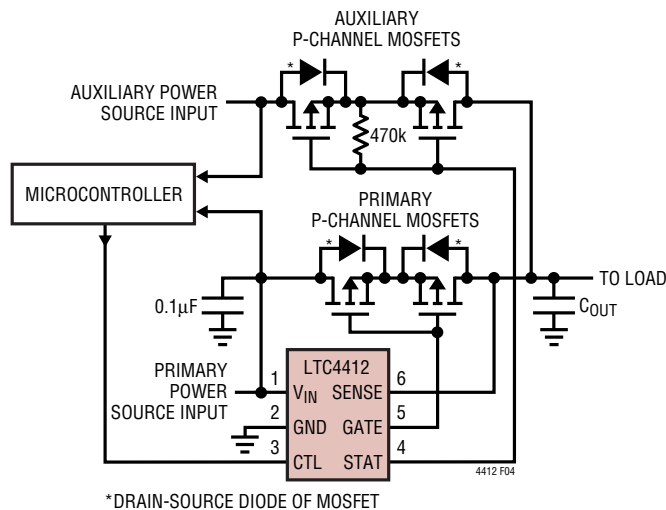 AUXILIARY
P-CHANNEL MOSFETS
*
*
AUXILIARY POWER
SOURCE INPUT
470k
MICROCONTROLLER
PRIMARY
P-CHANNEL MOSFETS
*
*
TO LOAD
0.1µF
COUT
PRIMARY
POWER
SOURCE INPUT
LTC4412
1
VIN
SENSE
6
2
GND
GATE
5
3
CTL
STAT
4
4412 F04
*DRAIN-SOURCE DIODE OF MOSFET